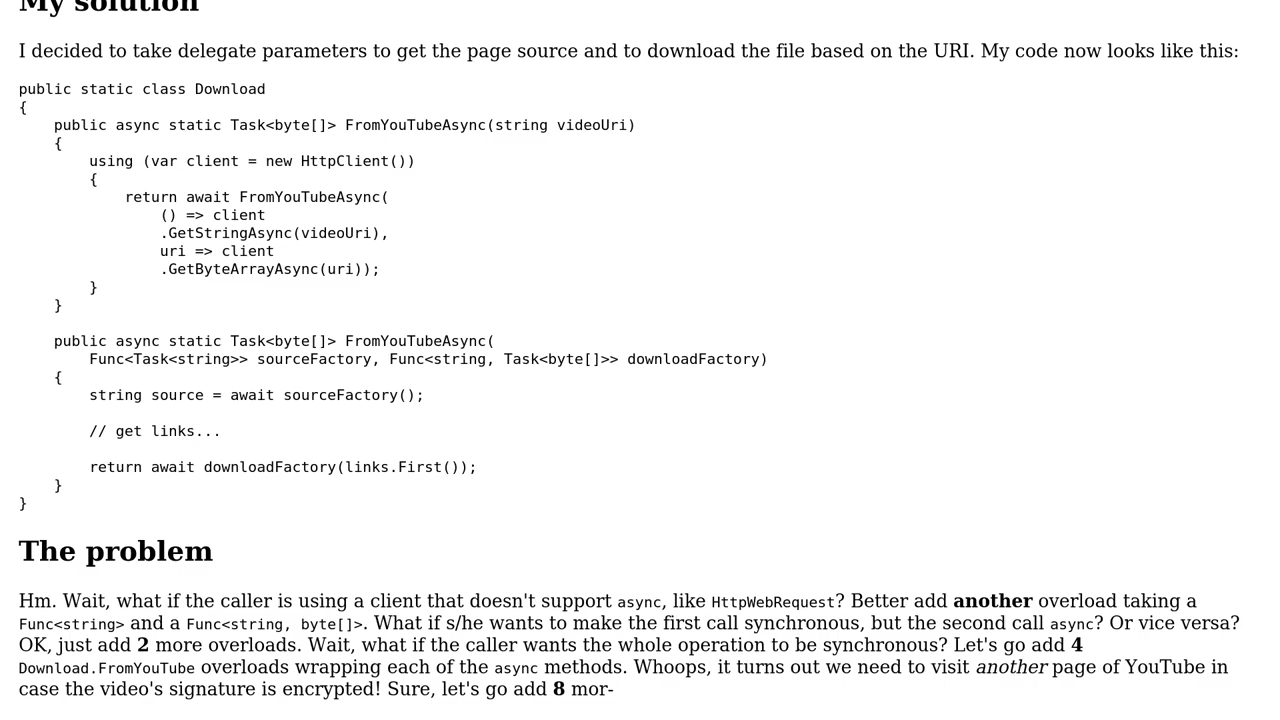 My solution
I decided to take delegate parameters to get the page source and to download the file based on the URI. My code now looks like this:
public static class Download
{
    public async static Task<byte[]> FromYouTubeAsync(string videoUri)
    {
        using (var client = new HttpClient())
        {
            return await FromYouTubeAsync(
                () => client
                .GetStringAsync(videoUri),
                uri => client
                .GetByteArrayAsync(uri));
        }
    }

    public async static Task<byte[]> FromYouTubeAsync(
        Func<Task<string>> sourceFactory, Func<string, Task<byte[]>> downloadFactory)
    {
        string source = await sourceFactory();

        // get links...

        return await downloadFactory(links.First());
    }
}
The problem
Hm. Wait, what if the caller is using a client that doesn't support async, like HttpWebRequest? Better add another overload taking a
Func<string> and a Func<string, byte[]>. What if s/he wants to make the first call synchronous, but the second call async? Or vice versa?
OK, just add 2 more overloads. Wait, what if the caller wants the whole operation to be synchronous? Let's go add 4
Download.FromYouTube overloads wrapping each of the async methods. Whoops, it turns out we need to visit another page of YouTube in
case the video's signature is encrypted! Sure, let's go add 8 mor-